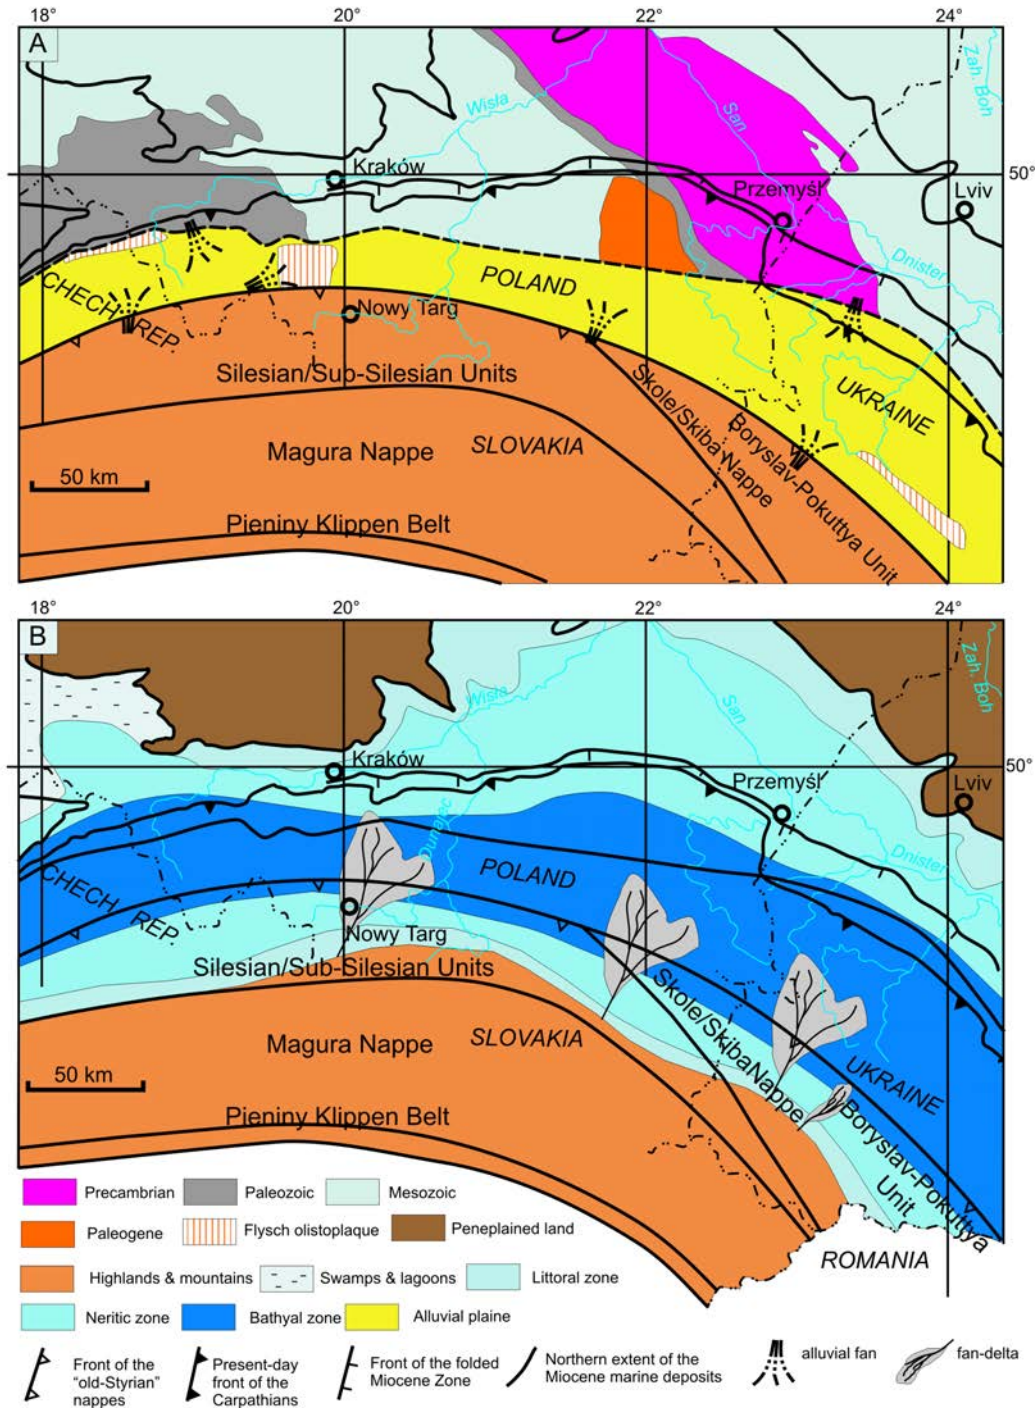 18°
20°
22°
24°
A
Wisła
San
Zah. Boh
Kraków
50°
Przemyśl
Lviv
Dnister
CHECH REP.
POLAND
Nowy Targ
UKRAINE
Silesian/Sub-Silesian Units
Skole/Skiba Nappe
Boryslav-Pokuttya Unit
Magura Nappe
SLOVAKIA
50 km
Pieniny Klippen Belt
18°
20°
22°
24°
B
Wisła
San
Zah. Boh
Kraków
50°
Przemyśl
Lviv
Dunajac
Dnister
CHECH REP.
POLAND
Nowy Targ
Silesian/Sub-Silesian Units
Skole/SkibaNappe
UKRAINE
Magura Nappe
SLOVAKIA
50 km
Boryslav-Pokuttya
Unit
Pieniny Klippen Belt
ROMANIA
Precambrian
Paleozoic
Mesozoic
Paleogene
Flysch olistoplaque
Peneplained land
Highlands & mountains
Swamps & lagoons
Littoral zone
Neritic zone
Bathyal zone
Alluvial plaine
Front of the
“old-Styrian”
nappes
Present-day
front of the
Carpathians
Front of the folded
Miocene Zone
Northern extent of the
Miocene marine deposits
alluvial fan
fan-delta